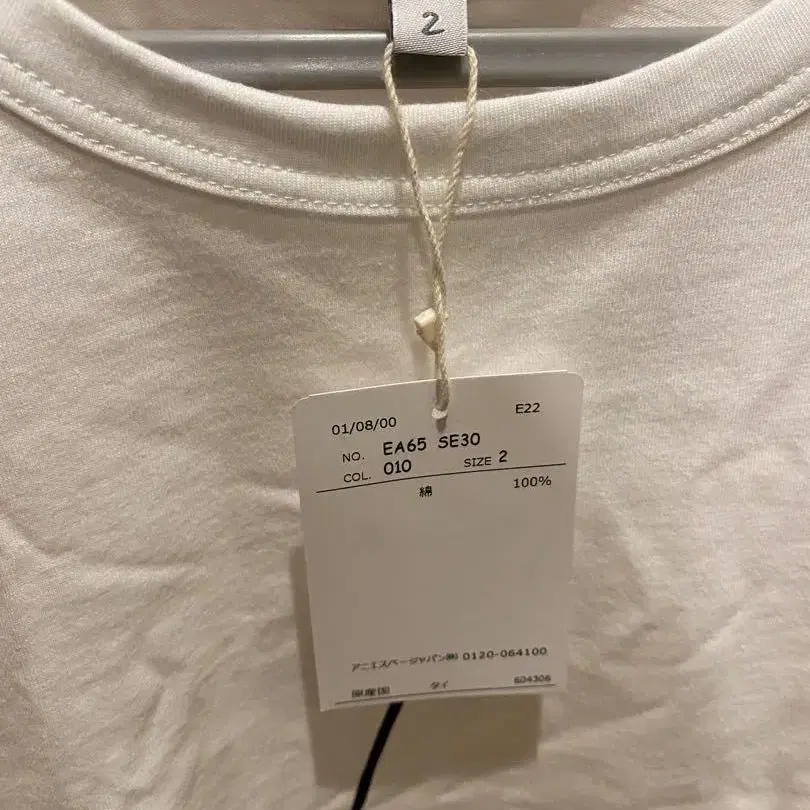 2
01/08/00 E22
NO. EA65 SE30
COL. 010 SIZE 2
綿 100%
アニエスベージャパン㈱ 0120-064100
原産国 タイ 604306